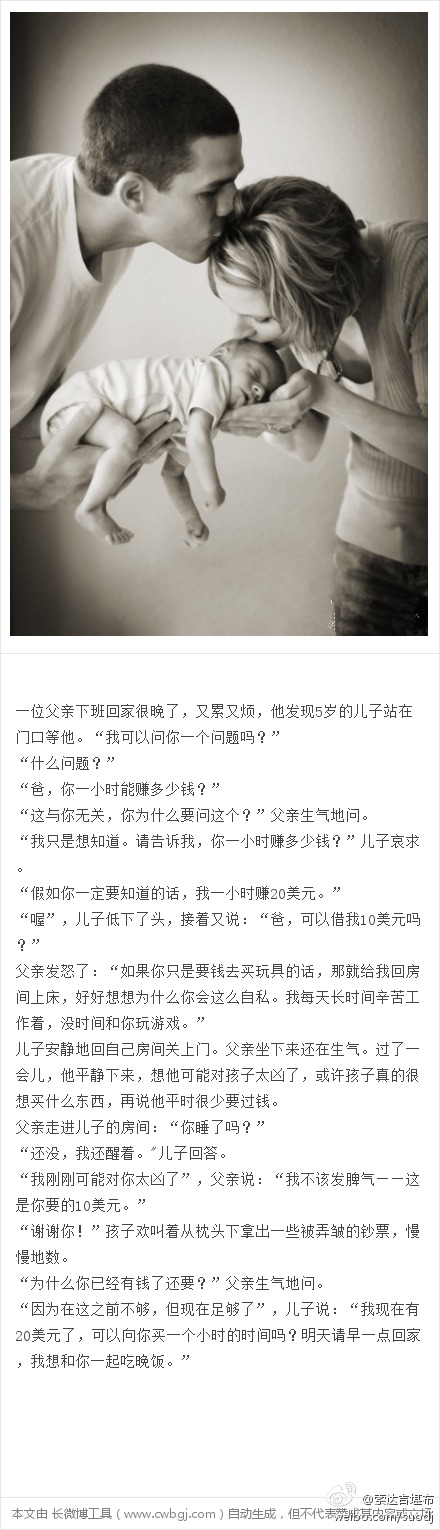 一位父亲下班回家很晚了，又累又烦，他发现5岁的儿子站在
门口等他。“我可以问你一个问题吗？”
“什么问题？”
“爸，你一小时能赚多少钱？”
“这与你无关，你为什么要问这个？”父亲生气地问。
“我只是想知道。请告诉我，你一小时赚多少钱？”儿子哀求
。
“假如你一定要知道的话，我一小时赚20美元。”
“喔”，儿子低下了头，接着又说：“爸，可以借我10美元吗
？”
父亲发怒了：“如果你只是要钱去买玩具的话，那就给我回房
间上床，好好想想为什么你会这么自私。我每天长时间辛苦工
作着，没时间和你玩游戏。”
儿子安静地回自己房间关上门。父亲坐下来还在生气。过了一
会儿，他平静下来，想他可能对孩子太凶了，或许孩子真的很
想买什么东西，再说他平时很少要过钱。
父亲走进儿子的房间：“你睡了吗？”
“还没，我还醒着。″儿子回答。
“我刚刚可能对你太凶了”，父亲说：“我不该发脾气——这
是你要的10美元。”
“谢谢你！”孩子欢叫着从枕头下拿出一些被弄皱的钞票，慢
慢地数。
“为什么你已经有钱了还要？”父亲生气地问。
“因为在这之前不够，但现在足够了”，儿子说：“我现在有
20美元了，可以向你买一个小时的时间吗？明天请早一点回家
，我想和你一起吃晚饭。”
@索达吉堪布
本文由 长微博工具（www.cwbgj.com）自动生成，但不代表赞成其内容或立场
weibo.com/suodj